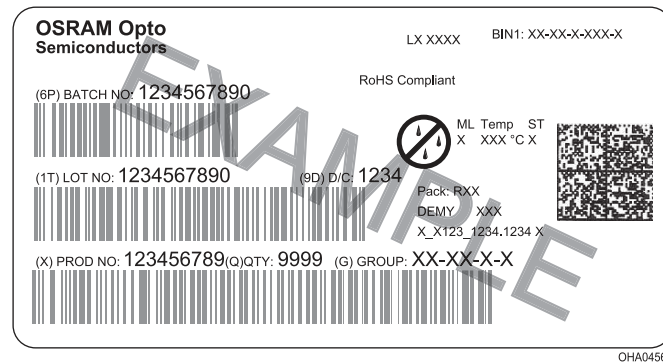 OSRAM Opto
Semiconductors
LX XXXX
BIN1: XX-XX-X-XXX-X
RoHS Compliant
(6P) BATCH NO: 1234567890
ML Temp ST
X XXX °C X
(1T) LOT NO: 1234567890
(9D) D/C: 1234
Pack: RXX
DEMY XXX
X_X123_1234.1234 X
(X) PROD NO: 123456789(Q)QTY: 9999 (G) GROUP: XX-XX-X-X
EXAMPLE
OHA0456